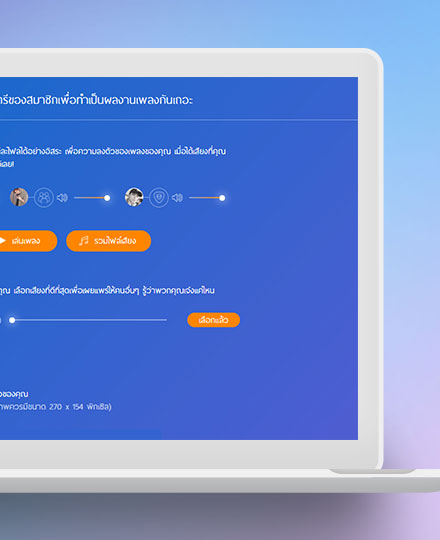 รีของสมาชิกเพื่อทำเป็นผลงานเพลงกันเถอะ
ละไฟล์ได้อย่างอิสระ เพื่อความลงตัวของเพลงของคุณ เมื่อได้เสียงที่คุณ
เลย!
เล่นเพลง
รวมไฟล์เสียง
คุณ เลือกเสียงที่ดีที่สุดเพื่อเผยแพร่ให้คนอื่นๆ รู้ว่าพวกคุณเจ๋งแค่ไหน
เลือกแล้ว
ของคุณ
าพควรมีขนาด 270 x 154 พิกเซิล)